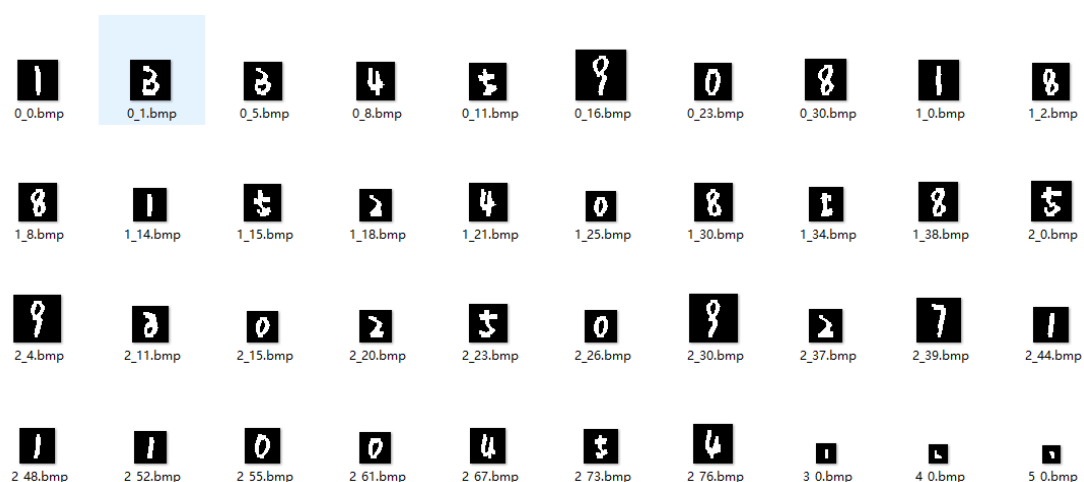 1 3 3 4 5 9 0 8 1 8
0_0.bmp 0_1.bmp 0_5.bmp 0_8.bmp 0_11.bmp 0_16.bmp 0_23.bmp 0_30.bmp 1_0.bmp 1_2.bmp
8 1 5 2 4 0 8 8 5
1_8.bmp 1_14.bmp 1_15.bmp 1_18.bmp 1_21.bmp 1_25.bmp 1_30.bmp 1_34.bmp 1_38.bmp 2_0.bmp
9 0 2 5 0 9 2 7 1
2_4.bmp 2_11.bmp 2_15.bmp 2_20.bmp 2_23.bmp 2_26.bmp 2_30.bmp 2_37.bmp 2_39.bmp 2_44.bmp
1 1 0 0 4 5 4
2_48.bmp 2_52.bmp 2_55.bmp 2_61.bmp 2_67.bmp 2_73.bmp 2_76.bmp 3_0.bmp 4_0.bmp 5_0.bmp